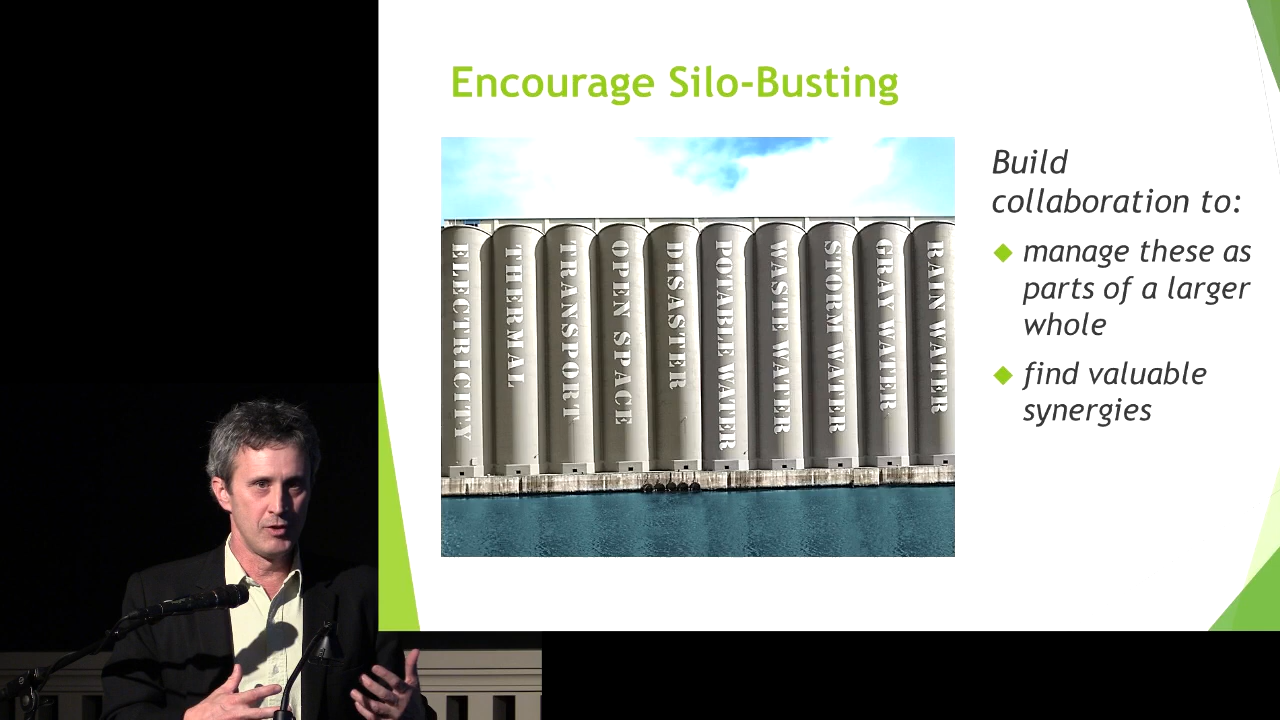 Encourage Silo-Busting
ELECTRICITY
THERMAL
TRANSPORT
OPEN SPACE
DISASTER
POTABLE WATER
WASTE WATER
STORM WATER
GRAY WATER
RAIN WATER
Build
collaboration to:
manage these as
parts of a larger
whole
find valuable
synergies